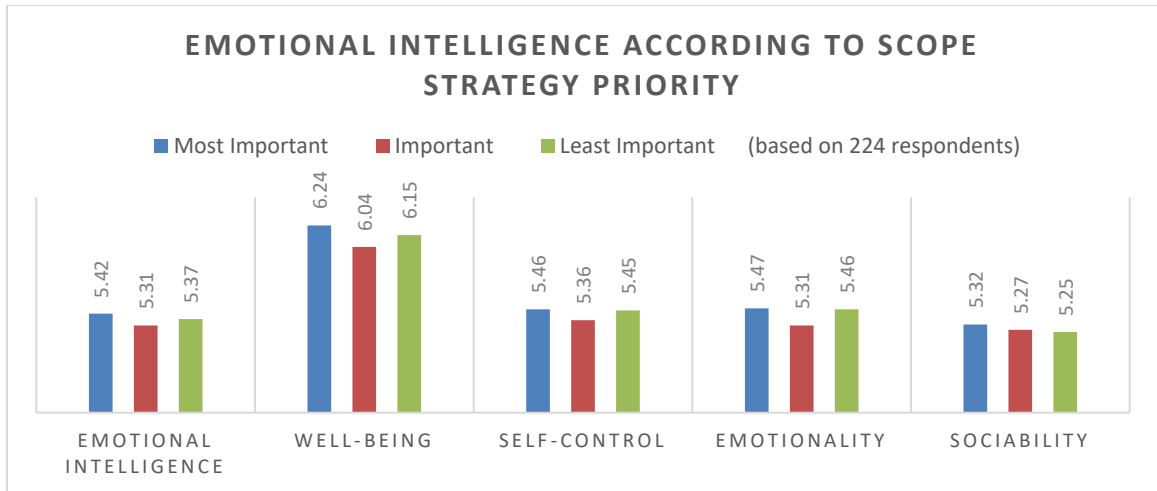 EMOTIONAL INTELLIGENCE ACCORDING TO SCOPE
STRATEGY PRIORITY
Most Important Important Least Important (based on 224 respondents)
5.42 5.31 5.37 6.24 6.04 6.15 5.46 5.36 5.45 5.47 5.31 5.46 5.32 5.27 5.25
EMOTIONAL WELL-BEING SELF-CONTROL EMOTIONALITY SOCIABILITY
INTELLIGENCE